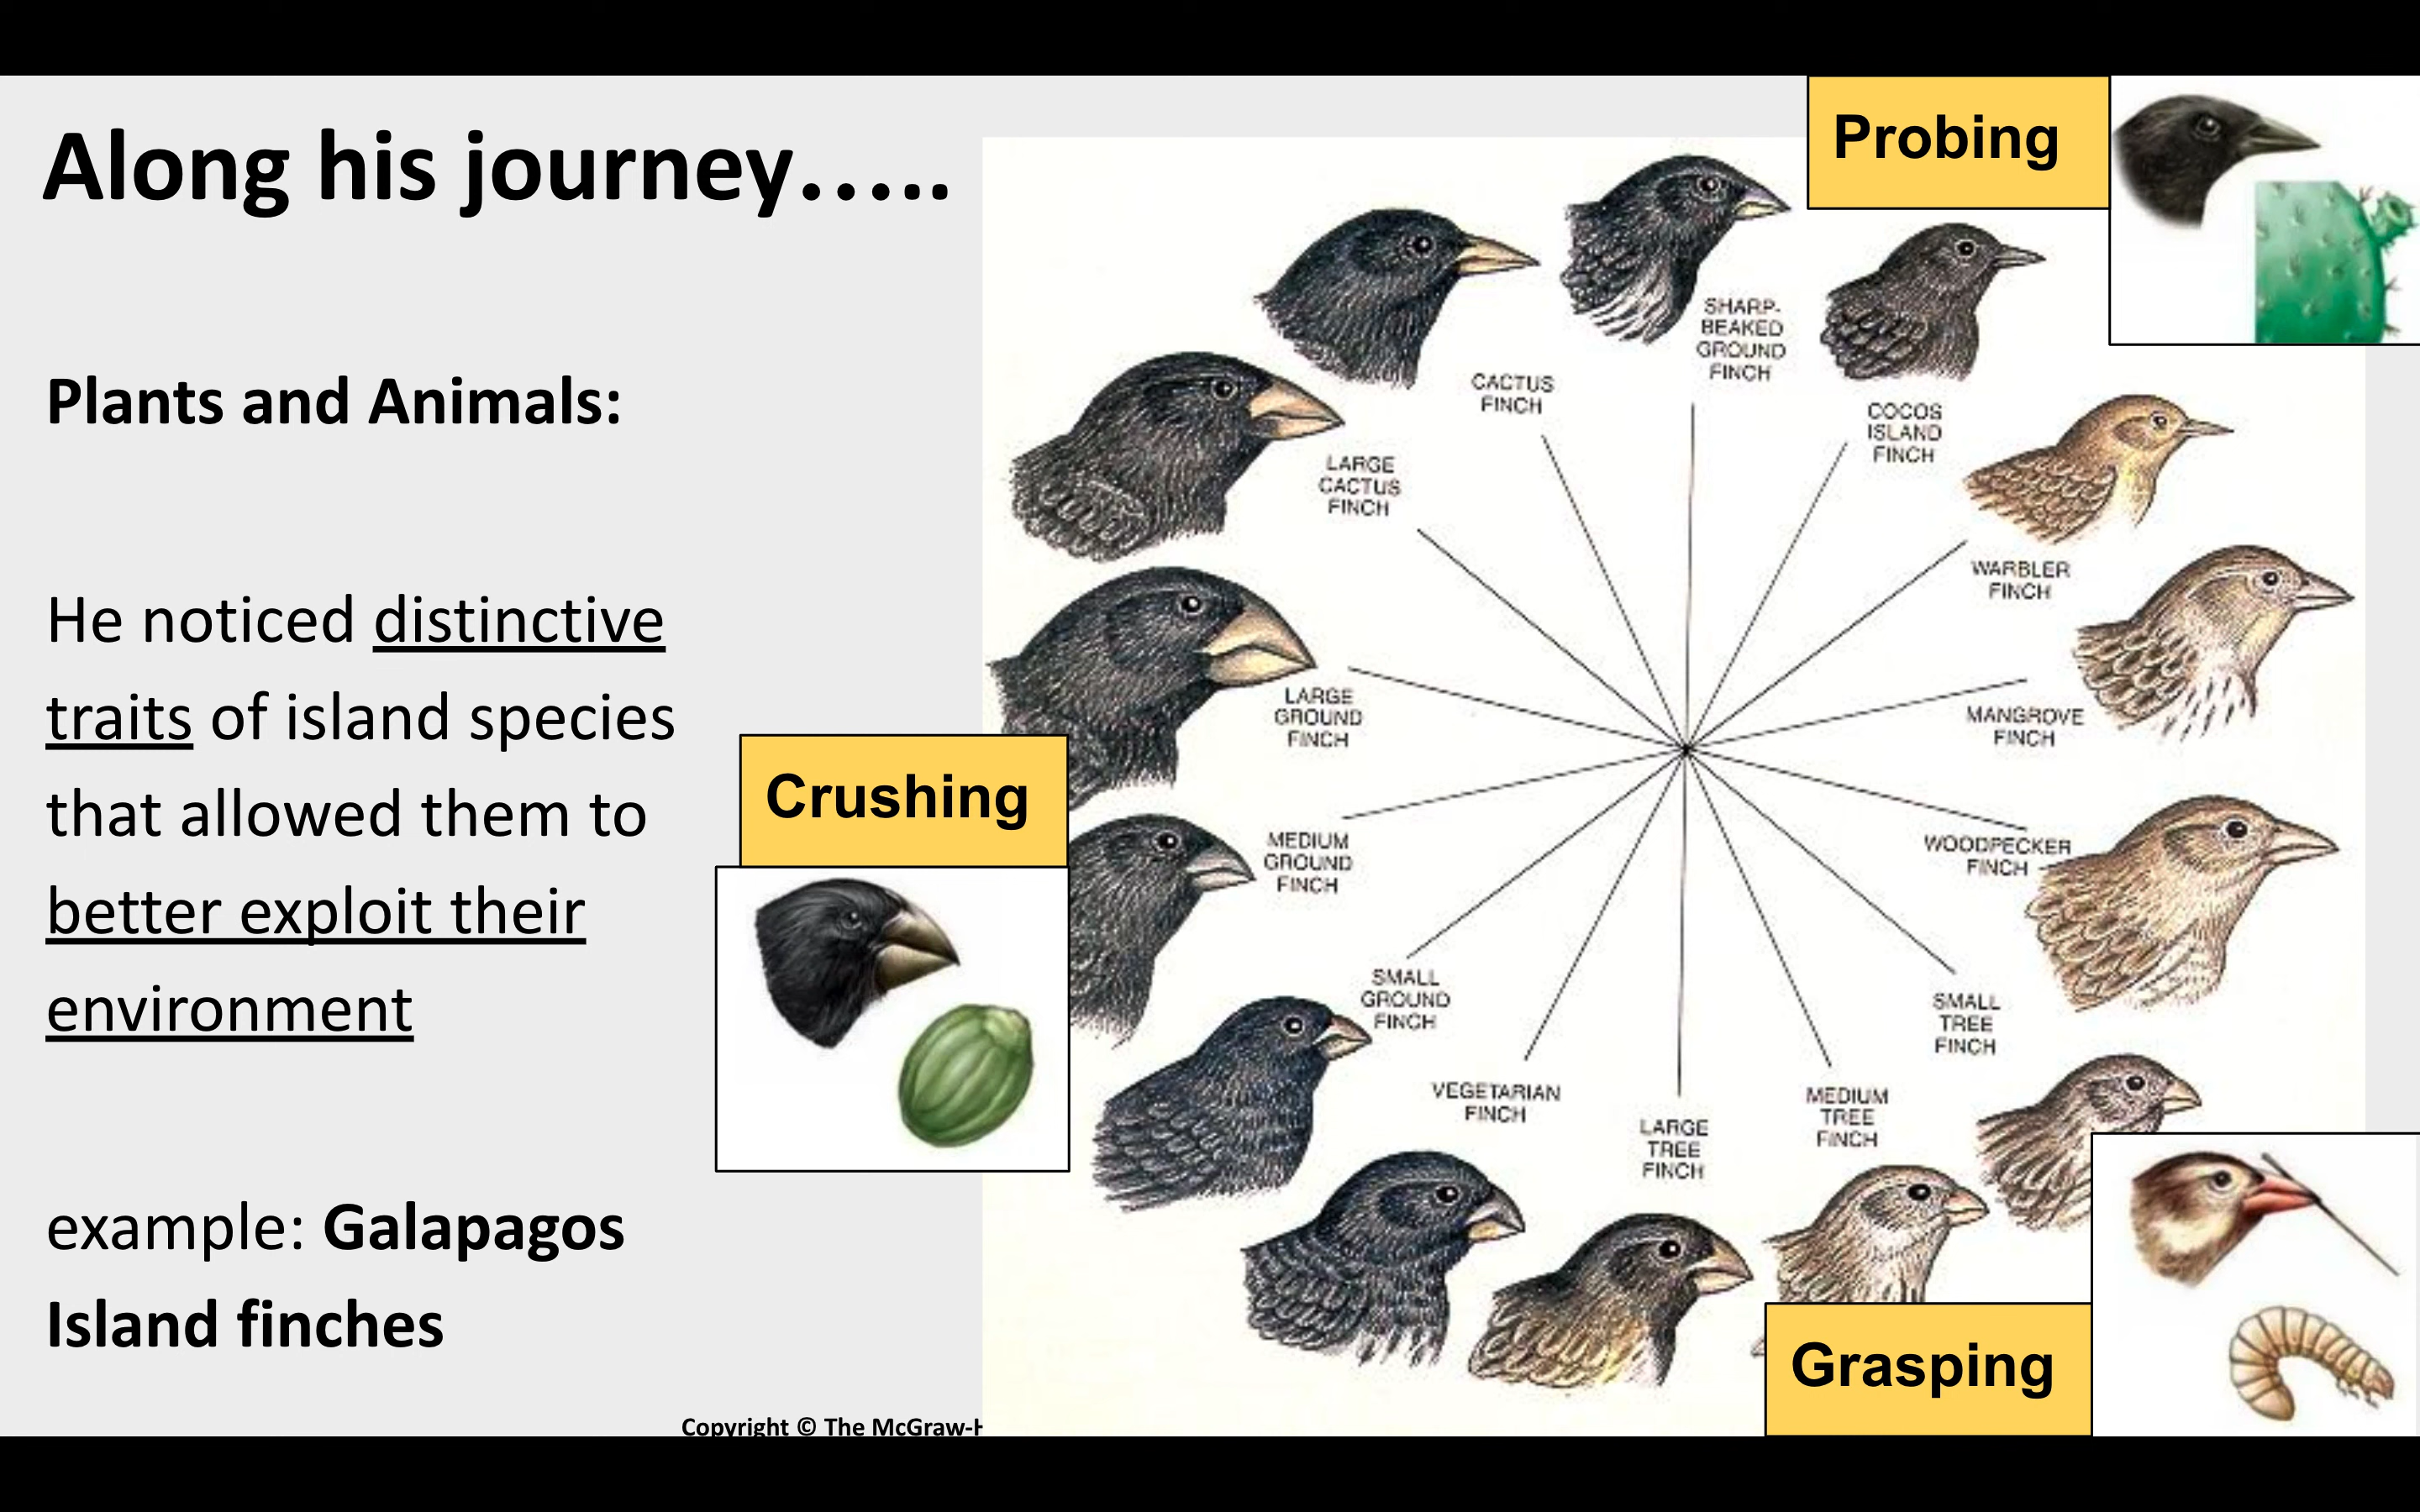 Along his journey…..
Probing
Plants and Animals:
He noticed distinctive
traits of island species
that allowed them to
better exploit their
environment
example: Galapagos
Island finches
SHARP-
BEAKED
GROUND
FINCH
CACTUS
FINCH
COCOS
ISLAND
FINCH
LARGE
CACTUS
FINCH
WARBLER
FINCH
LARGE
GROUND
FINCH
MANGROVE
FINCH
Crushing
MEDIUM
GROUND
FINCH
WOODPECKER
FINCH
SMALL
GROUND
FINCH
SMALL
TREE
FINCH
VEGETARIAN
FINCH
LARGE
TREE
FINCH
MEDIUM
TREE
FINCH
Grasping
Copyright © The McGraw-H